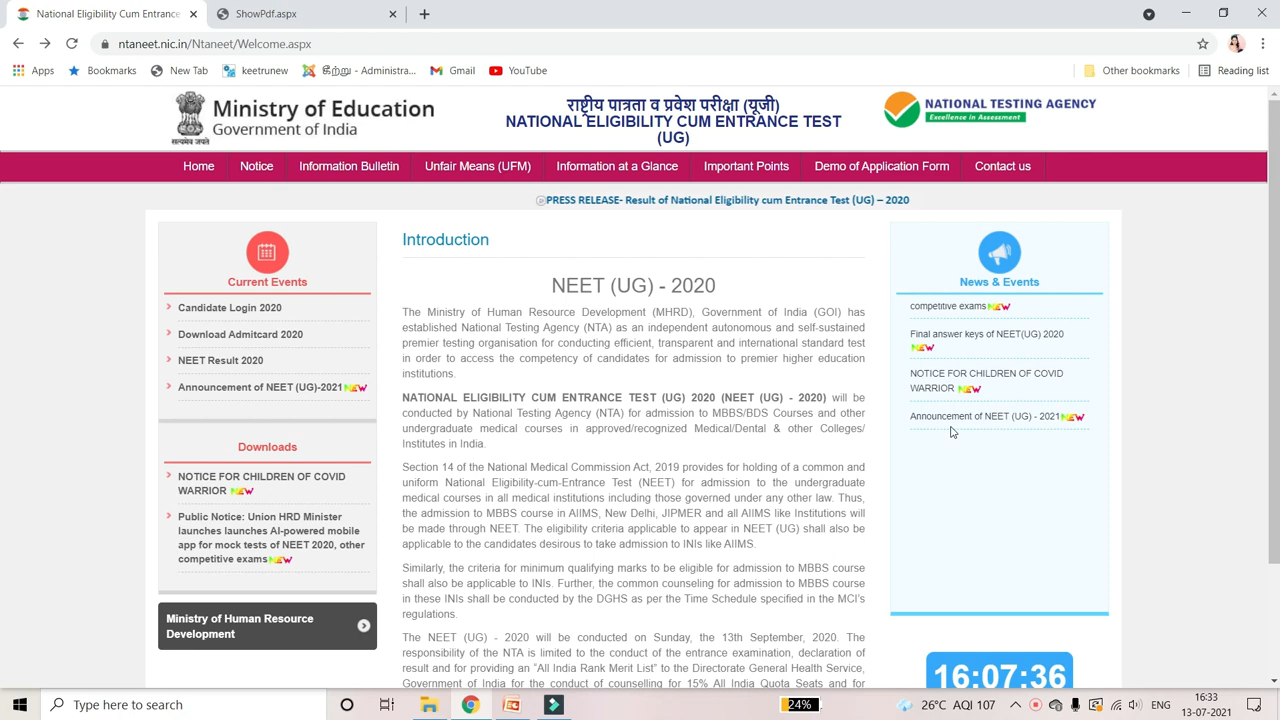 National Eligibility Cum Entrance
ShowPdf.aspx
ntaneet.nic.in/Ntaneet/Welcome.aspx
Apps
Bookmarks
New Tab
keetrunew
Administra...
Gmail
YouTube
Other bookmarks
Reading list
सत्यमेव जयते
Ministry of Education
Government of India
राष्ट्रीय पात्रता व प्रवेश परीक्षा (यूजी)
NATIONAL ELIGIBILITY CUM ENTRANCE TEST
(UG)
NATIONAL TESTING AGENCY
Excellence in Assessment
Home
Notice
Information Bulletin
Unfair Means (UFM)
Information at a Glance
Important Points
Demo of Application Form
Contact us
PRESS RELEASE- Result of National Eligibility cum Entrance Test (UG) – 2020
Current Events
Candidate Login 2020
Download Admitcard 2020
NEET Result 2020
Announcement of NEET (UG)-2021 NEW
Downloads
NOTICE FOR CHILDREN OF COVID
WARRIOR NEW
Public Notice: Union HRD Minister
launches launches AI-powered mobile
app for mock tests of NEET 2020, other
competitive exams NEW
Ministry of Human Resource
Development
Introduction
NEET (UG) - 2020
The Ministry of Human Resource Development (MHRD), Government of India (GOI) has
established National Testing Agency (NTA) as an independent autonomous and self-sustained
premier testing organisation for conducting efficient, transparent and international standard test
in order to access the competency of candidates for admission to premier higher education
institutions.
NATIONAL ELIGIBILITY CUM ENTRANCE TEST (UG) 2020 (NEET (UG) - 2020) will be
conducted by National Testing Agency (NTA) for admission to MBBS/BDS Courses and other
undergraduate medical courses in approved/recognized Medical/Dental & other Colleges/
Institutes in India.
Section 14 of the National Medical Commission Act, 2019 provides for holding of a common and
uniform National Eligibility-cum-Entrance Test (NEET) for admission to the undergraduate
medical courses in all medical institutions including those governed under any other law. Thus,
the admission to MBBS course in AIIMS, New Delhi, JIPMER and all AIIMS like Institutions will
be made through NEET. The eligibility criteria applicable to appear in NEET (UG) shall also be
applicable to the candidates desirous to take admission to INIs like AIIMS.
Similarly, the criteria for minimum qualifying marks to be eligible for admission to MBBS course
shall also be applicable to INIs. Further, the common counseling for admission to MBBS course
in these INIs shall be conducted by the DGHS as per the Time Schedule specified in the MCI's
regulations.
The NEET (UG) - 2020 will be conducted on Sunday, the 13th September, 2020. The
responsibility of the NTA is limited to the conduct of the entrance examination, declaration of
result and for providing an “All India Rank Merit List” to the Directorate General Health Service,
Government of India for the conduct of counselling for 15% All India Quota Seats and for
News & Events
competitive exams NEW
Final answer keys of NEET(UG) 2020
NEW
NOTICE FOR CHILDREN OF COVID
WARRIOR NEW
Announcement of NEET (UG) - 2021 NEW
16:07:36
Type here to search
24%
26°C AQI 107
ENG
16:33
13-07-2021